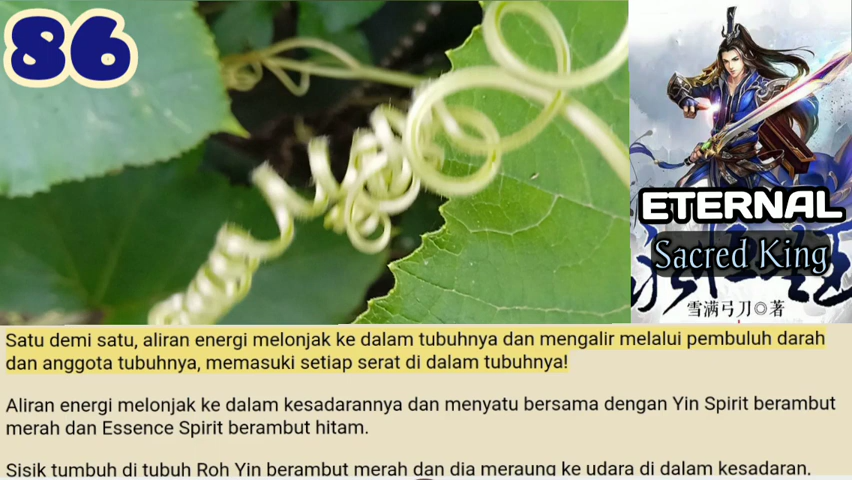 86
ETERNAL
Sacred King
雪满弓刀◎著
Satu demi satu, aliran energi melonjak ke dalam tubuhnya dan mengalir melalui pembuluh darah
dan anggota tubuhnya, memasuki setiap serat di dalam tubuhnya!
Aliran energi melonjak ke dalam kesadarannya dan menyatu bersama dengan Yin Spirit berambut
merah dan Essence Spirit berambut hitam.
Sisik tumbuh di tubuh Roh Yin berambut merah dan dia meraung ke udara di dalam kesadaran.